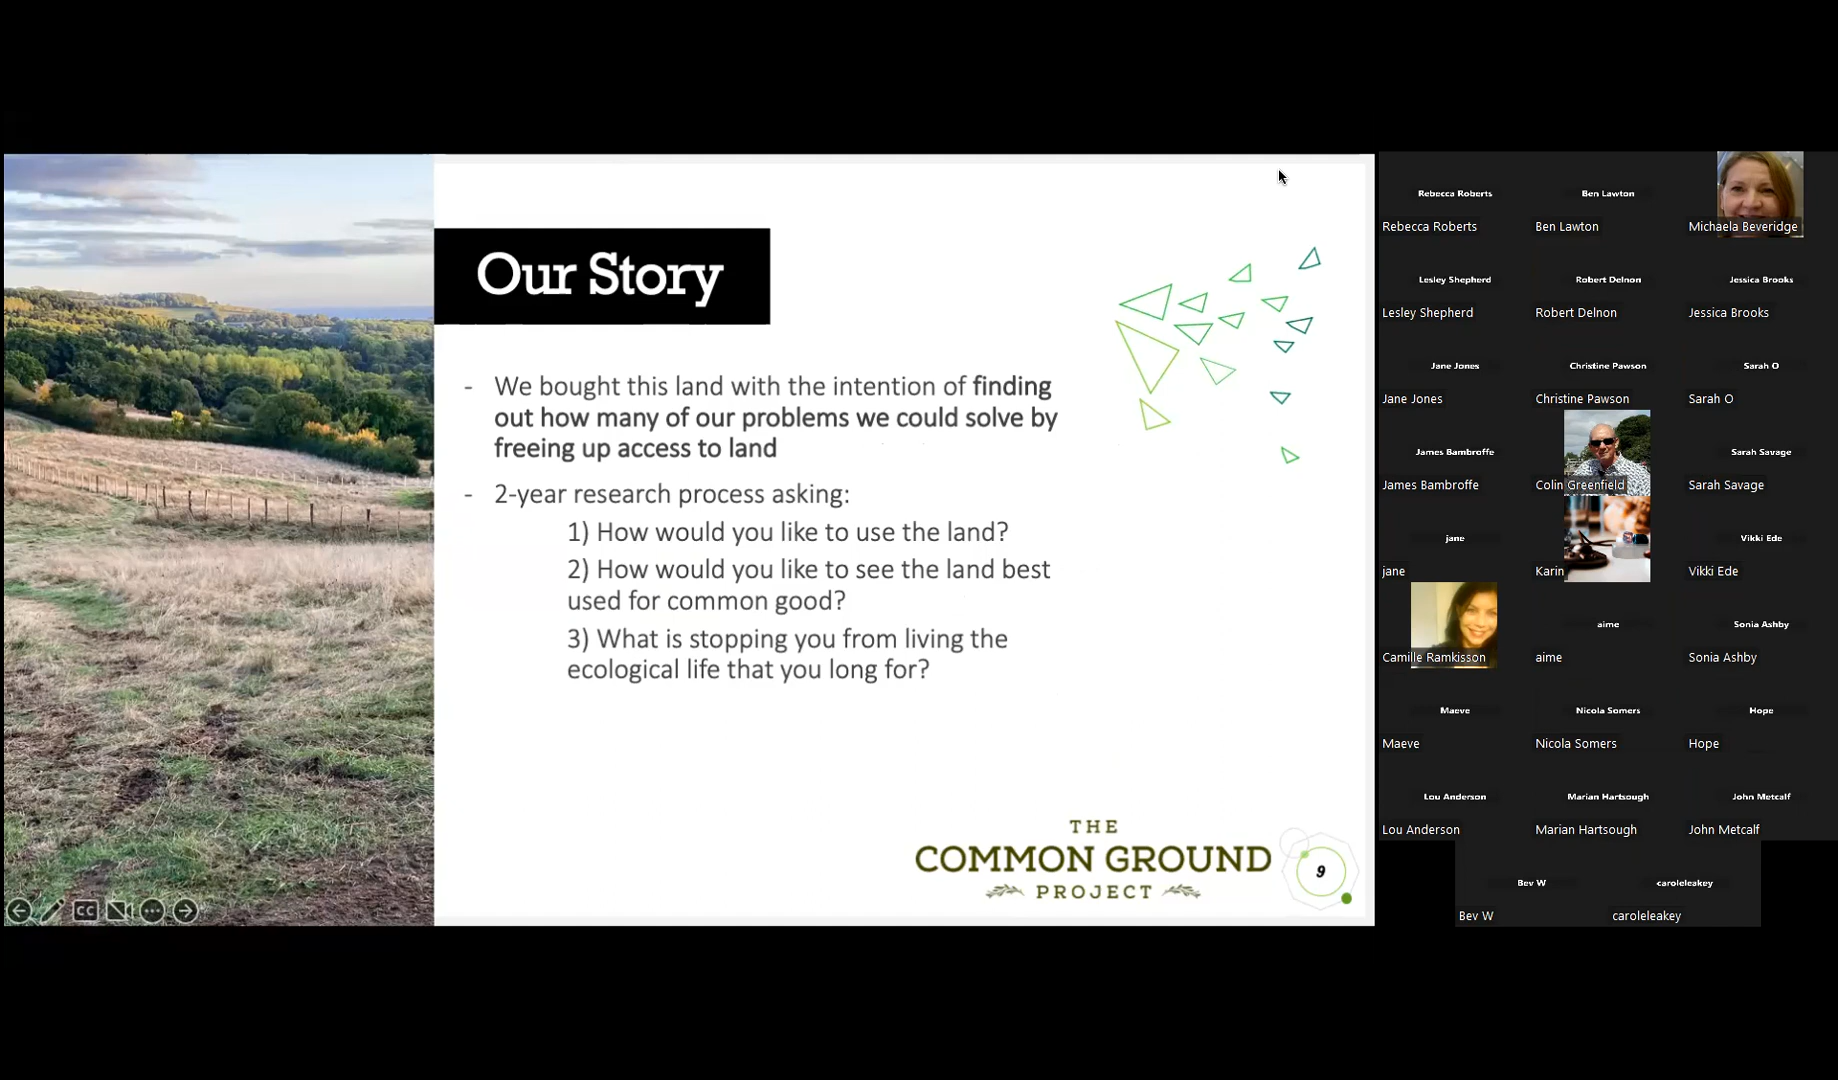 Our Story
- We bought this land with the intention of finding
out how many of our problems we could solve by
freeing up access to land
- 2-year research process asking:
1) How would you like to use the land?
2) How would you like to see the land best
used for common good?
3) What is stopping you from living the
ecological life that you long for?
THE
COMMON GROUND
PROJECT
9
CC
Rebecca Roberts
Rebecca Roberts
Ben Lawton
Ben Lawton
Michaela Beveridge
Lesley Shepherd
Lesley Shepherd
Robert Delnon
Robert Delnon
Jessica Brooks
Jessica Brooks
Jane Jones
Jane Jones
Christine Pawson
Christine Pawson
Sarah O
Sarah O
James Bambroffe
James Bambroffe
Colin Greenfield
Sarah Savage
Sarah Savage
jane
jane
Karin
Vikki Ede
Vikki Ede
Camille Ramkisson
aime
aime
Sonia Ashby
Sonia Ashby
Maeve
Maeve
Nicola Somers
Nicola Somers
Hope
Hope
Lou Anderson
Lou Anderson
Marian Hartsough
Marian Hartsough
John Metcalf
John Metcalf
Bev W
Bev W
caroleleakey
caroleleakey